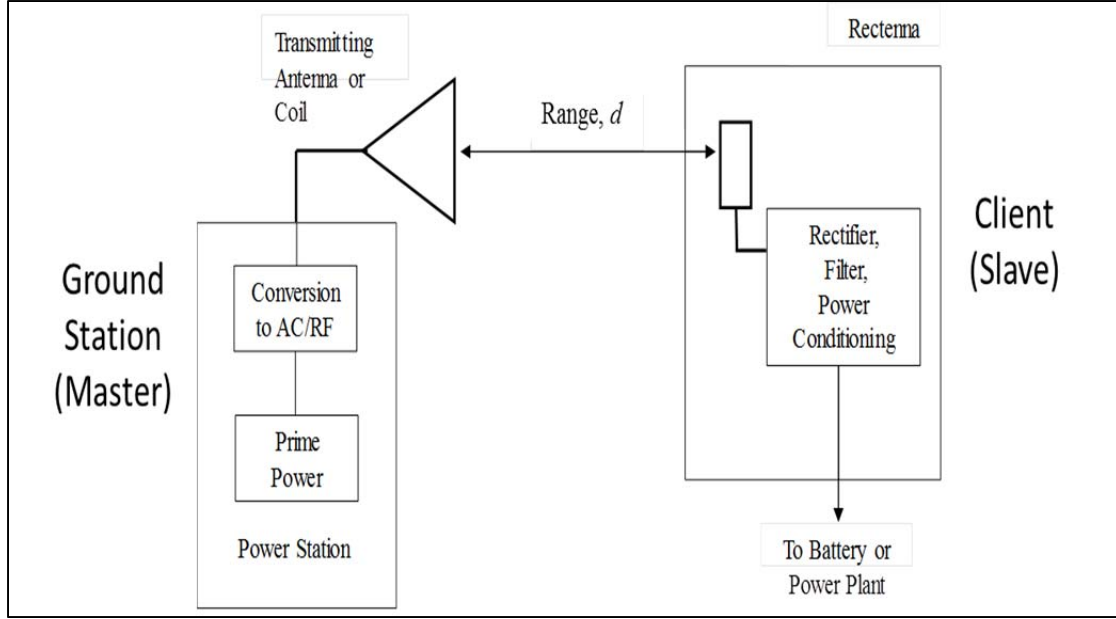 Transmitting
Antenna or
Coil
Rectenna
Range, d
Ground
Station
(Master)
Conversion
to AC/RF
Prime
Power
Power Station
Rectifier,
Filter,
Power
Conditioning
Client
(Slave)
To Battery or
Power Plant